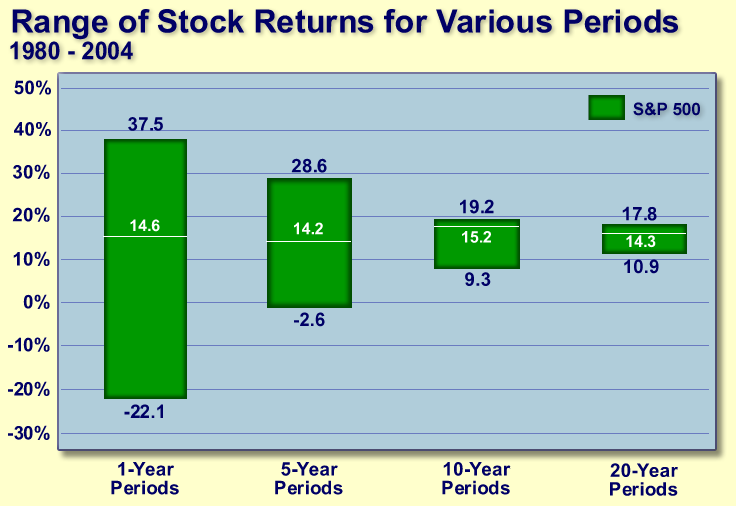 Range of Stock Returns for Various Periods
1980 - 2004
50%
40%
30%
20%
10%
0%
-10%
-20%
-30%
S&P 500
37.5
14.6
-22.1
28.6
14.2
-2.6
19.2
15.2
9.3
17.8
14.3
10.9
1-Year
Periods
5-Year
Periods
10-Year
Periods
20-Year
Periods